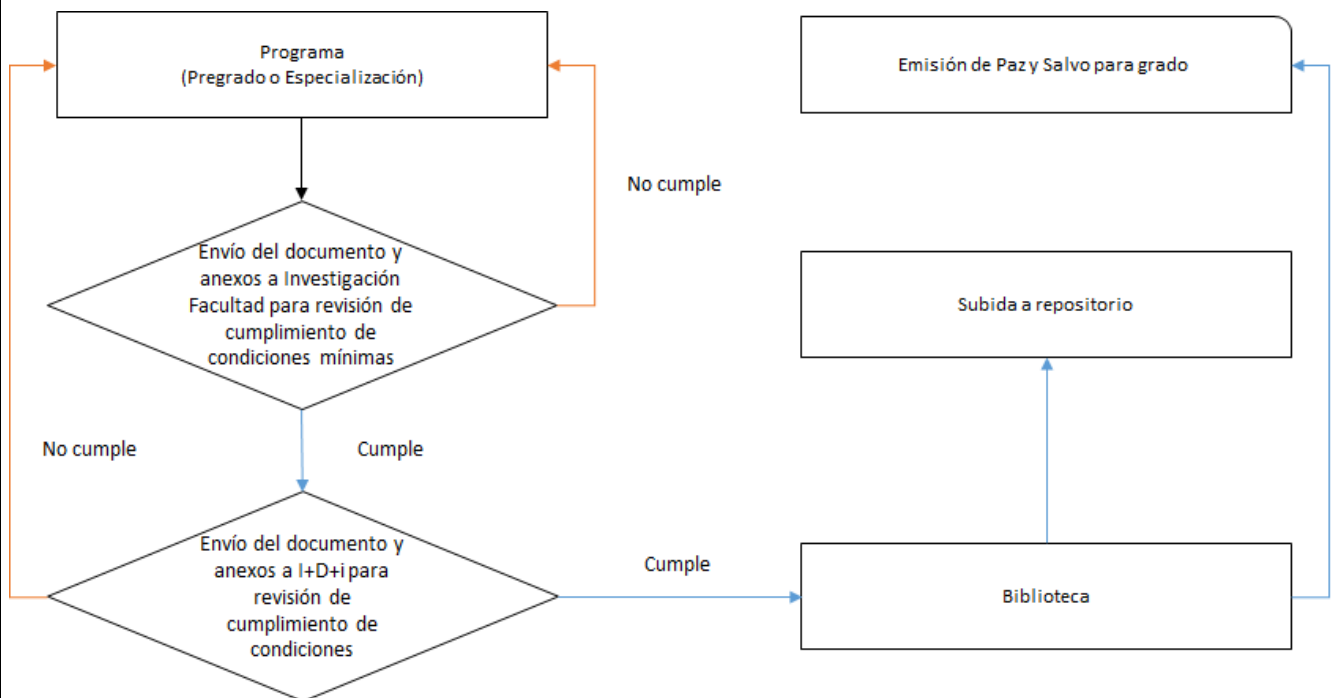 Programa
(Pregrado o Especialización)
Emisión de Paz y Salvo para grado
No cumple
Envío del documento y
anexos a Investigación
Facultad para revisión de
cumplimiento de
condiciones mínimas
Subida a repositorio
No cumple
Cumple
Envío del documento y
anexos a I+D+i para
revisión de
cumplimiento de
condiciones
Cumple
Biblioteca